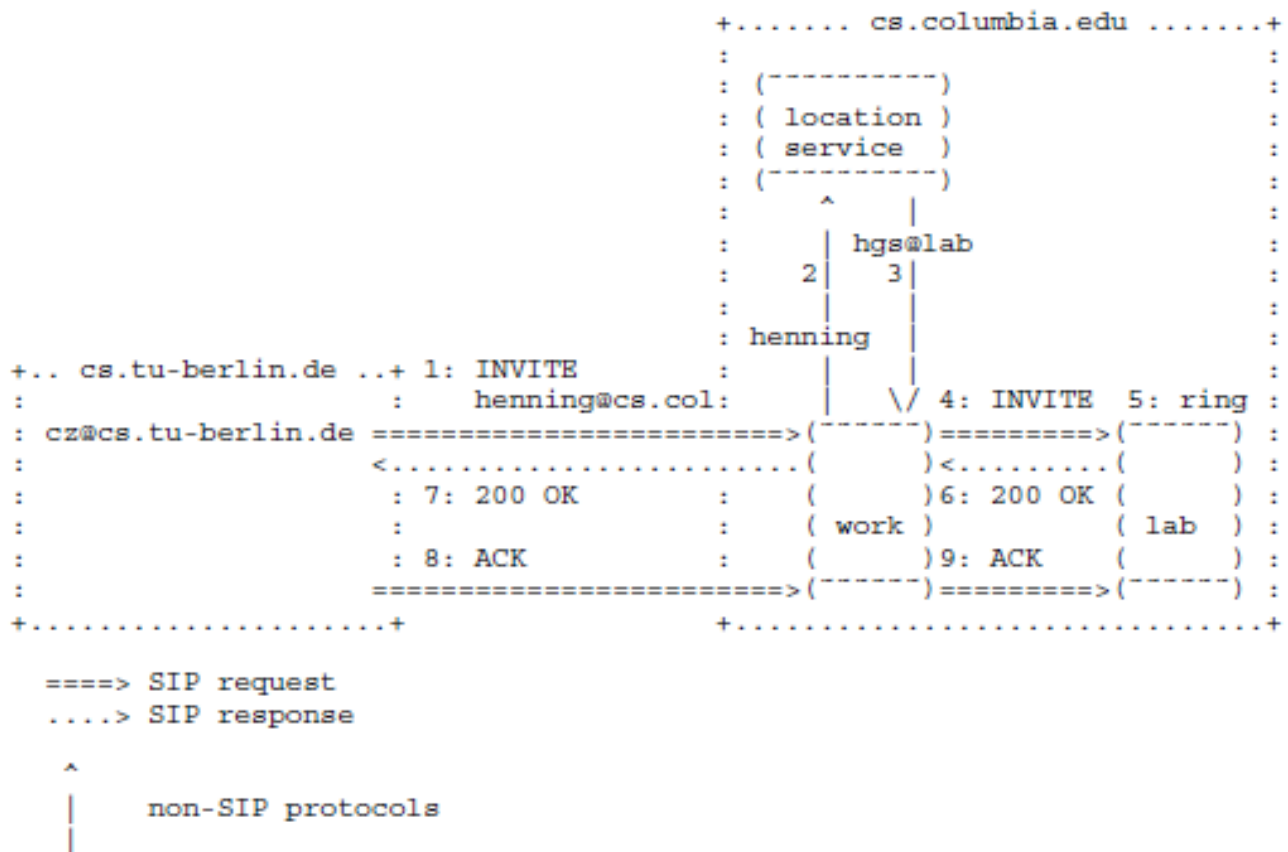 +....... cs.columbia.edu .......+
:                               :
: (¯¯¯¯¯¯¯¯¯¯)                  :
: ( location )                  :
: ( service  )                  :
: (¯¯¯¯¯¯¯¯¯¯)                  :
:      ^    |                   :
:      | hgs@lab                :
:     2|   3|                   :
:      |    |                   :
: henning   |                   :
+.. cs.tu-berlin.de ..+ 1: INVITE        :      |    |                   :
:                     :    henning@cs.col:      |   \/ 4: INVITE  5: ring :
: cz@cs.tu-berlin.de ========================>(¯¯¯¯¯¯)=========>(¯¯¯¯¯¯) :
:                    <........................(      )<.........(      ) :
:                     : 7: 200 OK        :    (      )6: 200 OK (      ) :
:                     :                  :    ( work )          ( lab  ) :
:                     : 8: ACK           :    (      )9: ACK    (      ) :
:                    ========================>(¯¯¯¯¯¯)=========>(¯¯¯¯¯¯) :
+.....................+                  +...............................+
====> SIP request
....> SIP response
^
|    non-SIP protocols
|